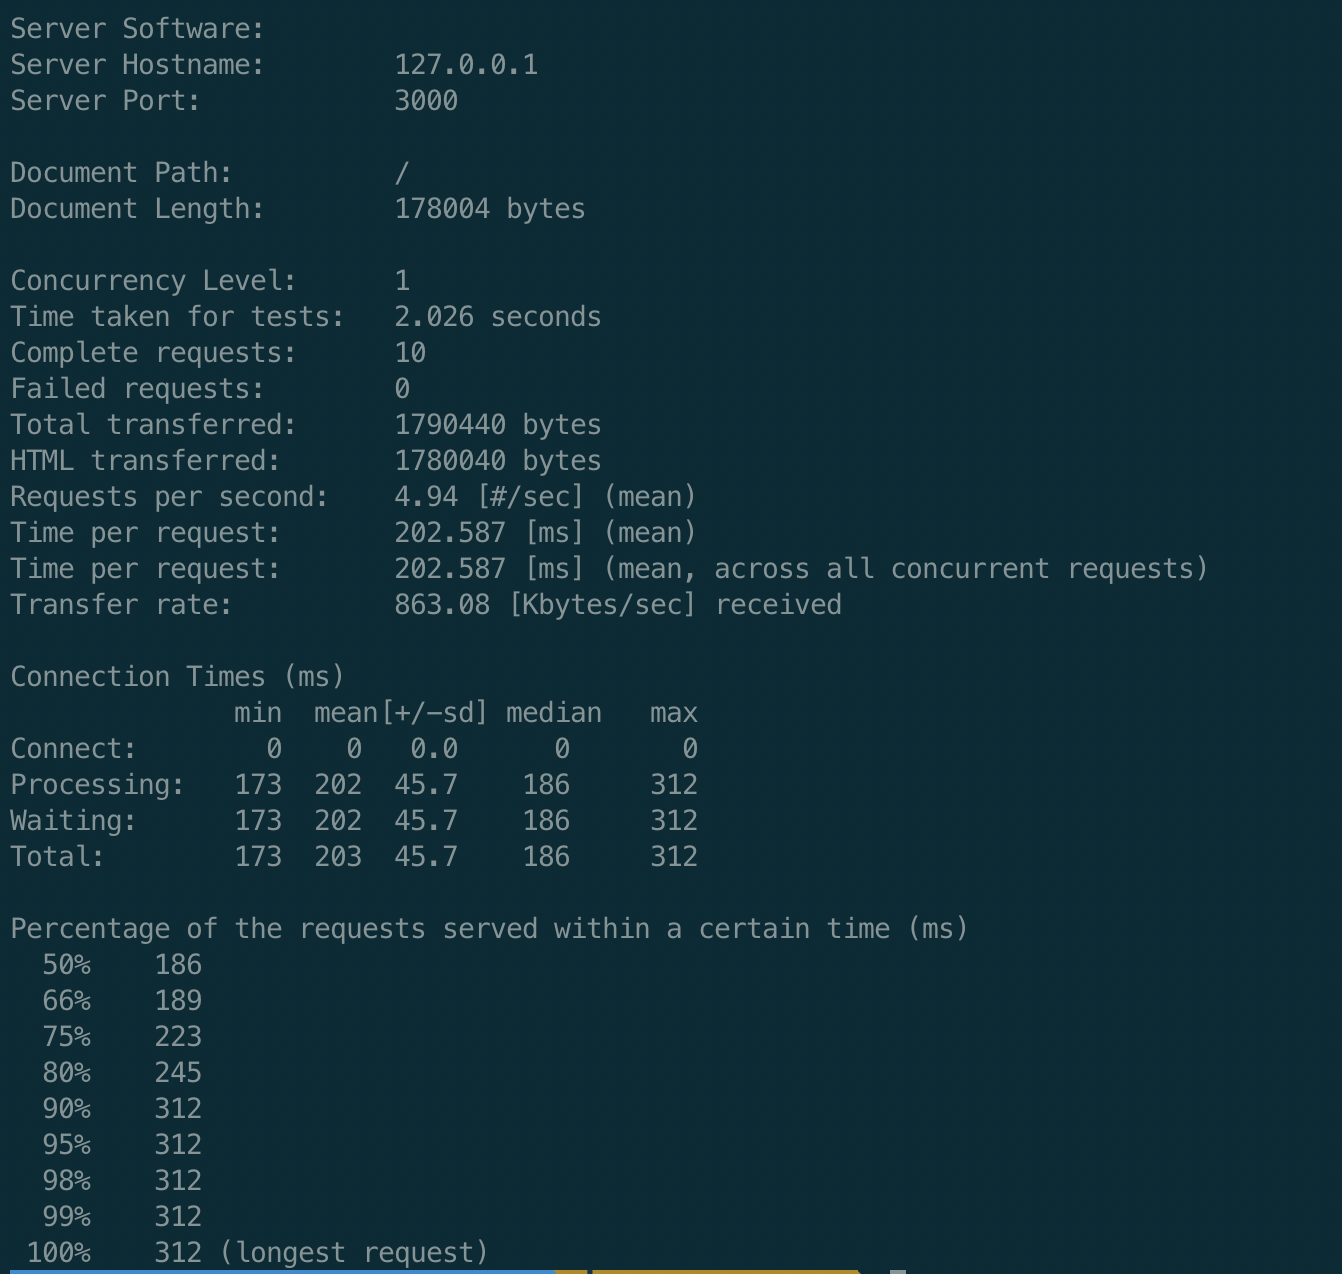 Server Software:
Server Hostname:        127.0.0.1
Server Port:            3000

Document Path:          /
Document Length:        178004 bytes

Concurrency Level:      1
Time taken for tests:   2.026 seconds
Complete requests:      10
Failed requests:        0
Total transferred:      1790440 bytes
HTML transferred:       1780040 bytes
Requests per second:    4.94 [#/sec] (mean)
Time per request:       202.587 [ms] (mean)
Time per request:       202.587 [ms] (mean, across all concurrent requests)
Transfer rate:          863.08 [Kbytes/sec] received

Connection Times (ms)
              min  mean[+/-sd] median   max
Connect:        0    0   0.0      0       0
Processing:   173  202  45.7    186     312
Waiting:      173  202  45.7    186     312
Total:        173  203  45.7    186     312

Percentage of the requests served within a certain time (ms)
  50%    186
  66%    189
  75%    223
  80%    245
  90%    312
  95%    312
  98%    312
  99%    312
 100%    312 (longest request)